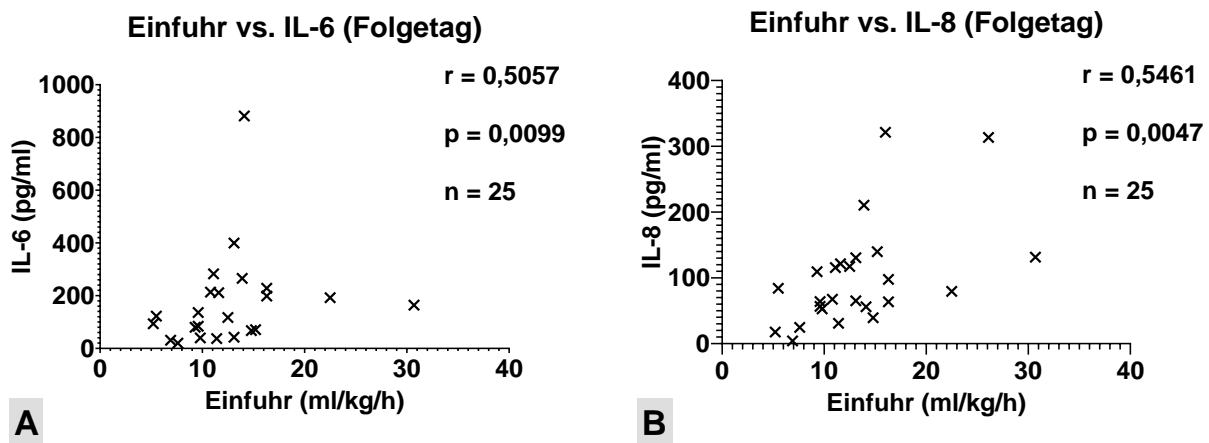 Einfuhr vs. IL-6 (Folgetag)
r = 0,5057
p = 0,0099
n = 25
IL-6 (pg/ml)
1000
800
600
400
200
0
0 10 20 30 40
Einfuhr (ml/kg/h)
A
Einfuhr vs. IL-8 (Folgetag)
r = 0,5461
p = 0,0047
n = 25
IL-8 (pg/ml)
400
300
200
100
0
0 10 20 30 40
Einfuhr (ml/kg/h)
B